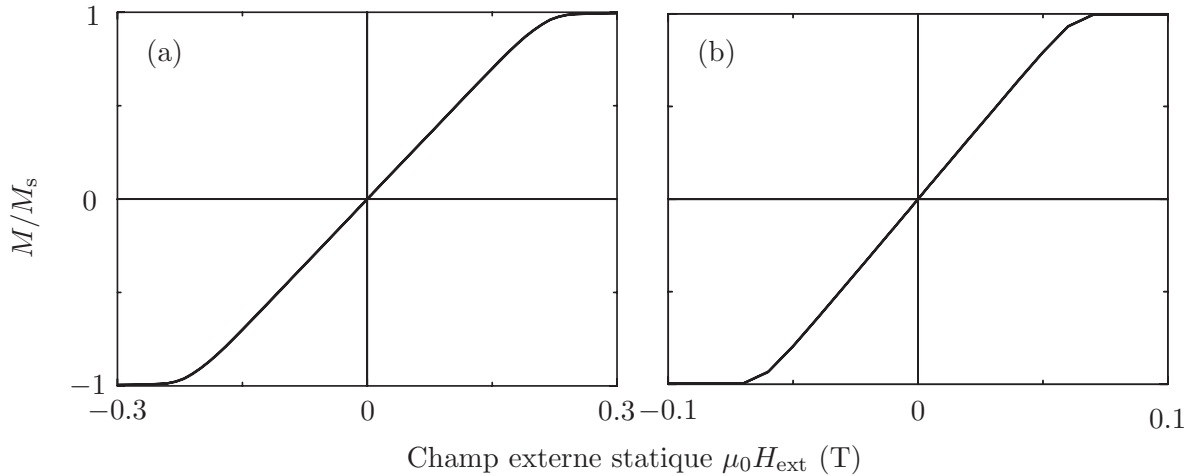 1
(a)
(b)
M/Mₛ
0
−1
−0.3
0
0.3
−0.1
0
0.1
Champ externe statique μ₀Hₑₓₜ (T)